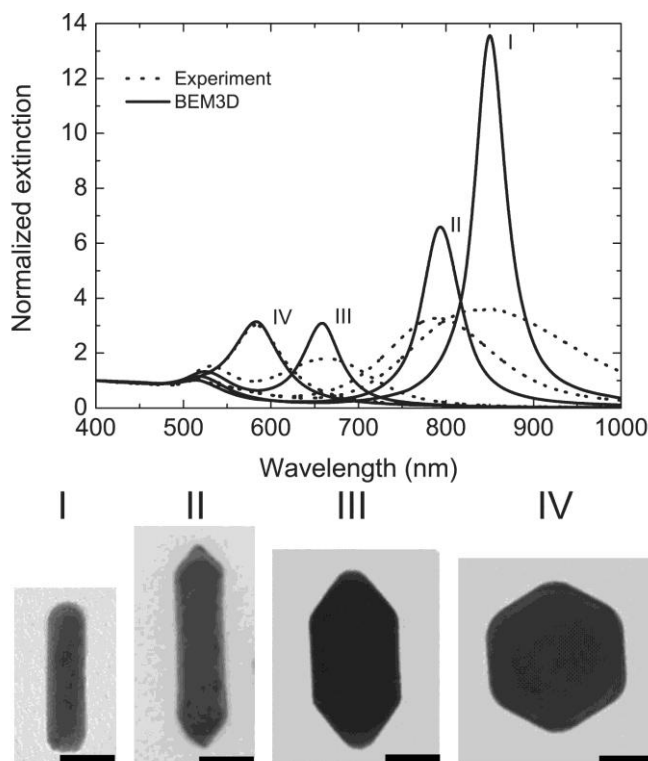 14
12
10
8
6
4
2
0
Normalized extinction
Experiment
BEM3D
I
II
III
IV
400 500 600 700 800 900 1000
Wavelength (nm)
I II III IV